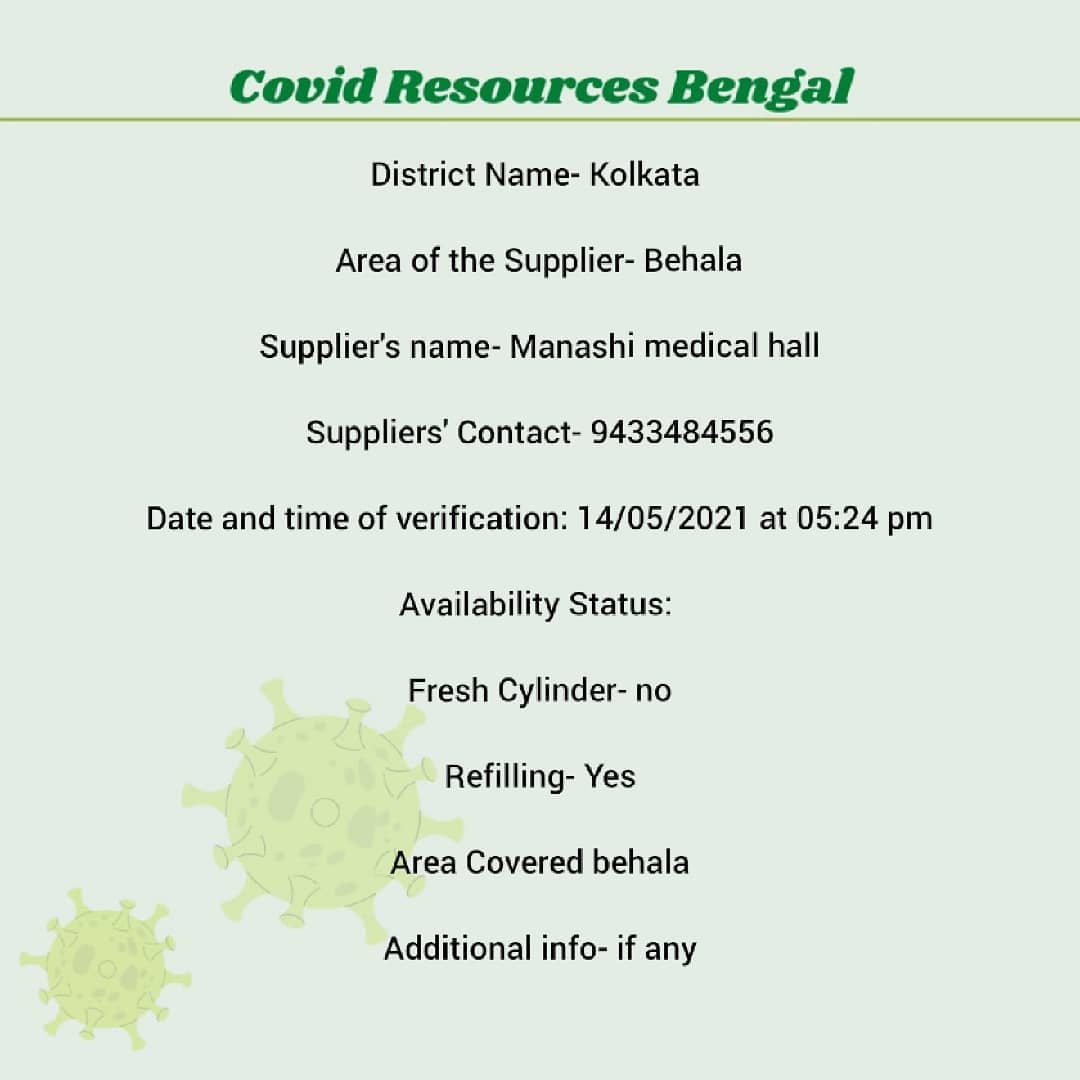 Covid Resources Bengal
District Name- Kolkata
Area of the Supplier- Behala
Supplier's name- Manashi medical hall
Suppliers' Contact- 9433484556
Date and time of verification: 14/05/2021 at 05:24 pm
Availability Status:
Fresh Cylinder- no
Refilling- Yes
Area Covered behala
Additional info- if any